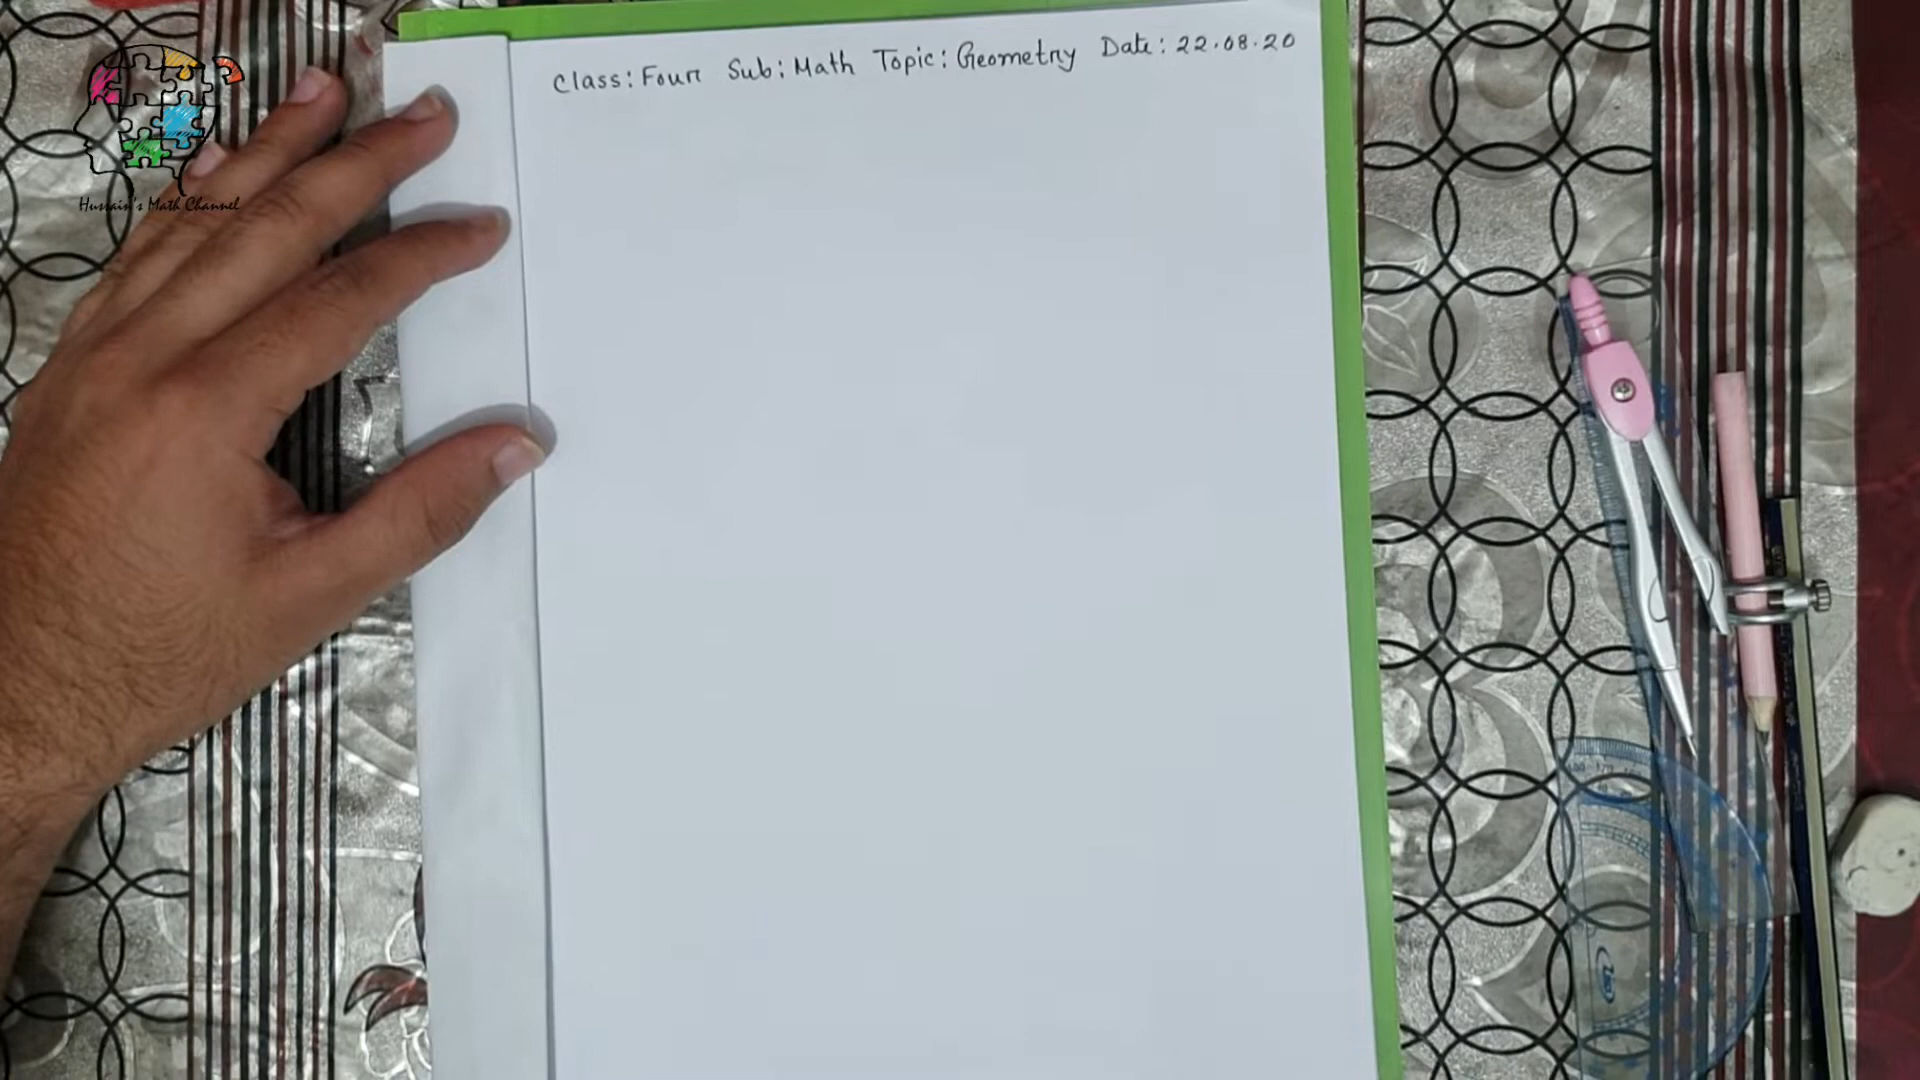 Class: Four Sub: Math Topic: Geometry Date: 22.08.20
Hussain's Math Channel